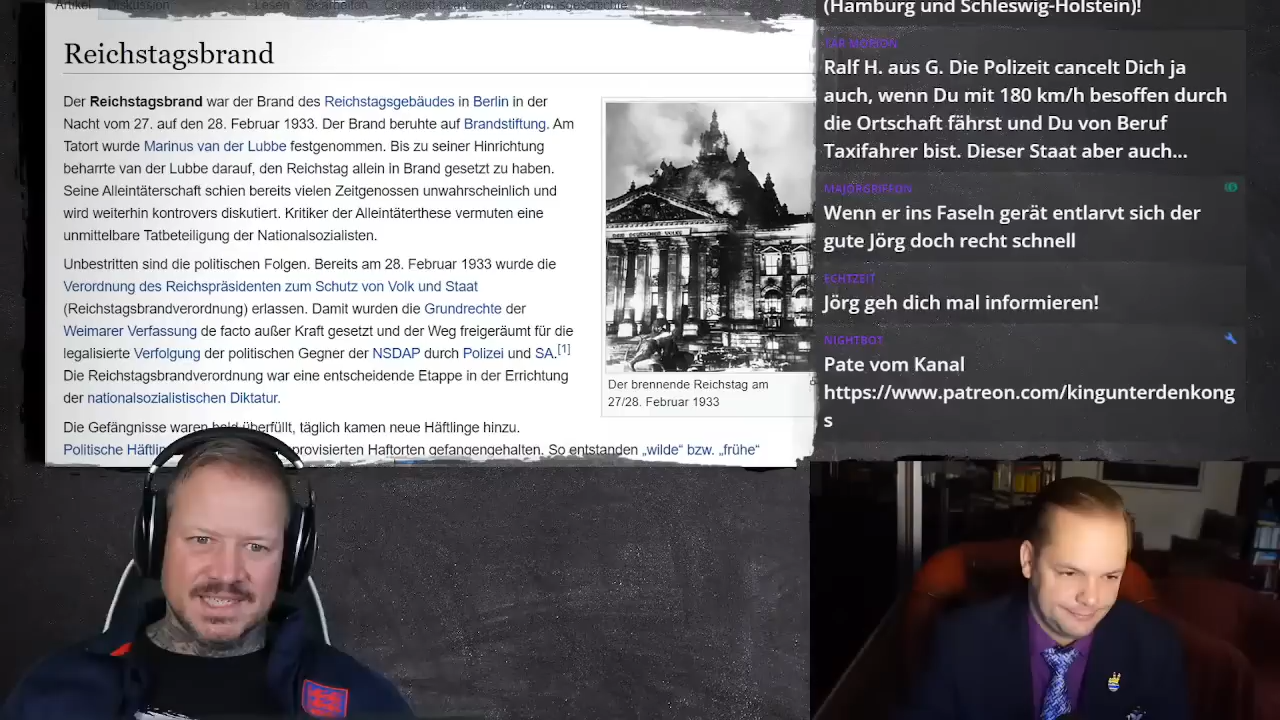 Artikel Diskussion Lesen Bearbeiten Quelltext bearbeiten Versionsgeschichte
Reichstagsbrand
Der Reichstagsbrand war der Brand des Reichstagsgebäudes in Berlin in der
Nacht vom 27. auf den 28. Februar 1933. Der Brand beruhte auf Brandstiftung. Am
Tatort wurde Marinus van der Lubbe festgenommen. Bis zu seiner Hinrichtung
beharrte van der Lubbe darauf, den Reichstag allein in Brand gesetzt zu haben.
Seine Alleintäterschaft schien bereits vielen Zeitgenossen unwahrscheinlich und
wird weiterhin kontrovers diskutiert. Kritiker der Alleintäterthese vermuten eine
unmittelbare Tatbeteiligung der Nationalsozialisten.
Unbestritten sind die politischen Folgen. Bereits am 28. Februar 1933 wurde die
Verordnung des Reichspräsidenten zum Schutz von Volk und Staat
(Reichstagsbrandverordnung) erlassen. Damit wurden die Grundrechte der
Weimarer Verfassung de facto außer Kraft gesetzt und der Weg freigeräumt für die
legalisierte Verfolgung der politischen Gegner der NSDAP durch Polizei und SA.[1]
Die Reichstagsbrandverordnung war eine entscheidende Etappe in der Errichtung
der nationalsozialistischen Diktatur.
Der brennende Reichstag am
27/28. Februar 1933
Die Gefängnisse waren bald überfüllt, täglich kamen neue Häftlinge hinzu.
Politische Häftlin provisierten Haftorten gefangengehalten. So entstanden „wilde“ bzw. „frühe“
(Hamburg und Schleswig-Holstein)!
Ralf H. aus G. Die Polizeit cancelt Dich ja
auch, wenn Du mit 180 km/h besoffen durch
die Ortschaft fährst und Du von Beruf
Taxifahrer bist. Dieser Staat aber auch...
MAJORGRIFFON
Wenn er ins Faseln gerät entlarvt sich der
gute Jörg doch recht schnell
ECHTZEIT
Jörg geh dich mal informieren!
NIGHTBOT
Pate vom Kanal
https://www.patreon.com/kingunterdenkong
s